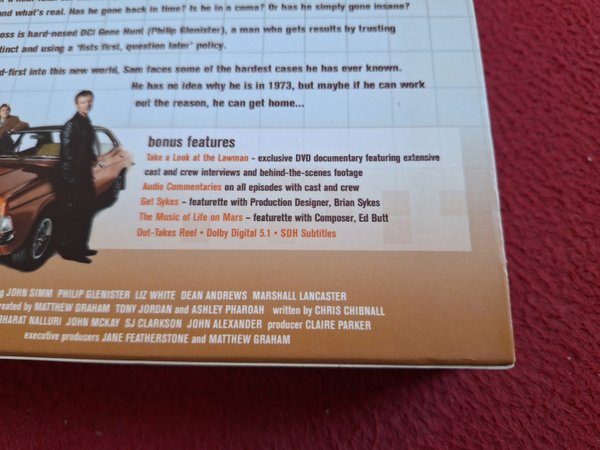 and what's real. Has he gone back in time? Is he in a coma? Or has he simply gone insane?
oss is hard-nosed DCI Gene Hunt (Philip Glenister), a man who gets results by trusting
tinct and using a 'fists first, question later' policy.
d-first into this new world, Sam faces some of the hardest cases he has ever known.
He has no idea why he is in 1973, but maybe if he can work
out the reason, he can get home...
bonus features
Take a Look at the Lawman - exclusive DVD documentary featuring extensive
cast and crew interviews and behind-the-scenes footage
Audio Commentaries on all episodes with cast and crew
Get Sykes - featurette with Production Designer, Brian Sykes
The Music of Life on Mars - featurette with Composer, Ed Butt
Out-Takes Reel • Dolby Digital 5.1 • SDH Subtitles
g JOHN SIMM PHILIP GLENISTER LIZ WHITE DEAN ANDREWS MARSHALL LANCASTER
reated by MATTHEW GRAHAM TONY JORDAN and ASHLEY PHAROAH written by CHRIS CHIBNALL
BHARAT NALLURI JOHN MCKAY SJ CLARKSON JOHN ALEXANDER producer CLAIRE PARKER
executive producers JANE FEATHERSTONE and MATTHEW GRAHAM